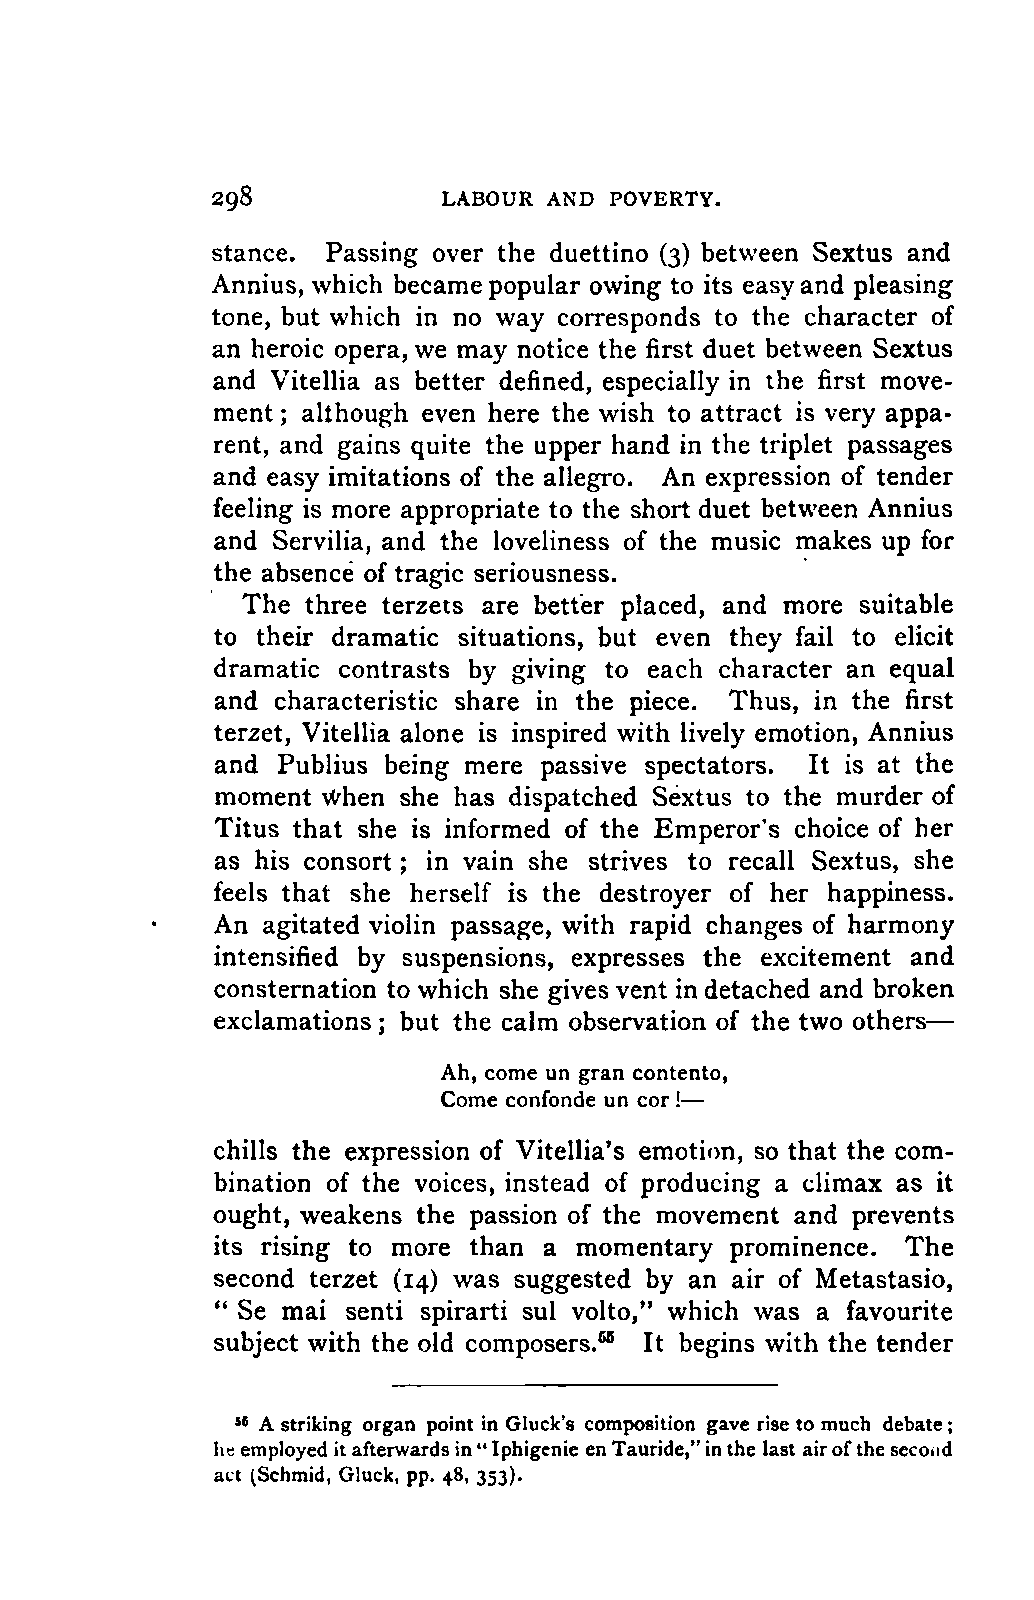 298 LABOUR AND POVERTY.
stance. Passing over the duettino (3) between Sextus and
Annius, which became popular owing to its easy and pleasing
tone, but which in no way corresponds to the character of
an heroic opera, we may notice the first duet between Sextus
and Vitellia as better defined, especially in the first move-
ment; although even here the wish to attract is very appa-
rent, and gains quite the upper hand in the triplet passages
and easy imitations of the allegro. An expression of tender
feeling is more appropriate to the short duet between Annius
and Servilia, and the loveliness of the music makes up for
the absence of tragic seriousness.
The three terzets are better placed, and more suitable
to their dramatic situations, but even they fail to elicit
dramatic contrasts by giving to each character an equal
and characteristic share in the piece. Thus, in the first
terzet, Vitellia alone is inspired with lively emotion, Annius
and Publius being mere passive spectators. It is at the
moment when she has dispatched Sextus to the murder of
Titus that she is informed of the Emperor's choice of her
as his consort; in vain she strives to recall Sextus, she
feels that she herself is the destroyer of her happiness.
An agitated violin passage, with rapid changes of harmony
intensified by suspensions, expresses the excitement and
consternation to which she gives vent in detached and broken
exclamations; but the calm observation of the two others—
Ah, come un gran contento,
Come confonde un cor!—
chills the expression of Vitellia's emotion, so that the com-
bination of the voices, instead of producing a climax as it
ought, weakens the passion of the movement and prevents
its rising to more than a momentary prominence. The
second terzet (14) was suggested by an air of Metastasio,
"Se mai senti spirarti sul volto," which was a favourite
subject with the old composers.⁵⁵ It begins with the tender
⁵⁵ A striking organ point in Gluck's composition gave rise to much debate;
he employed it afterwards in "Iphigenie en Tauride," in the last air of the second
act (Schmid, Gluck, pp. 48, 353).